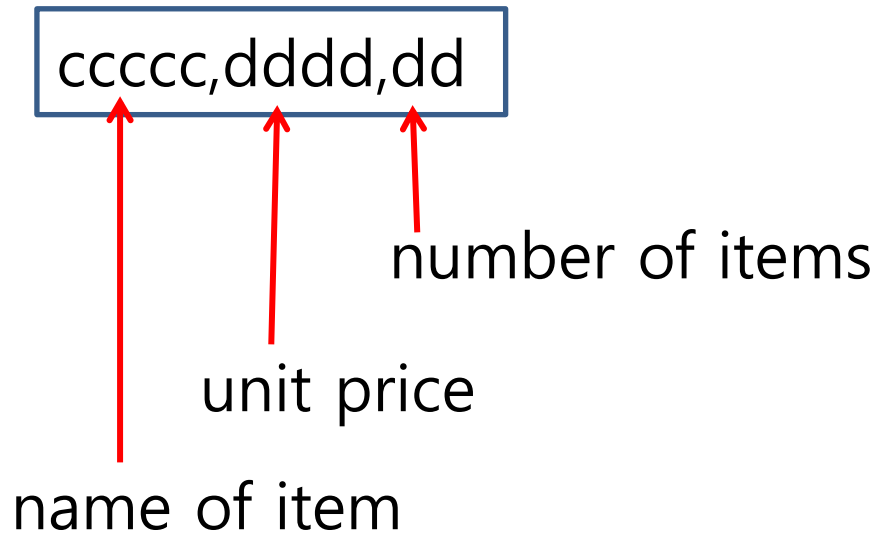 ccccc,dddd,dd
number of items
unit price
name of item